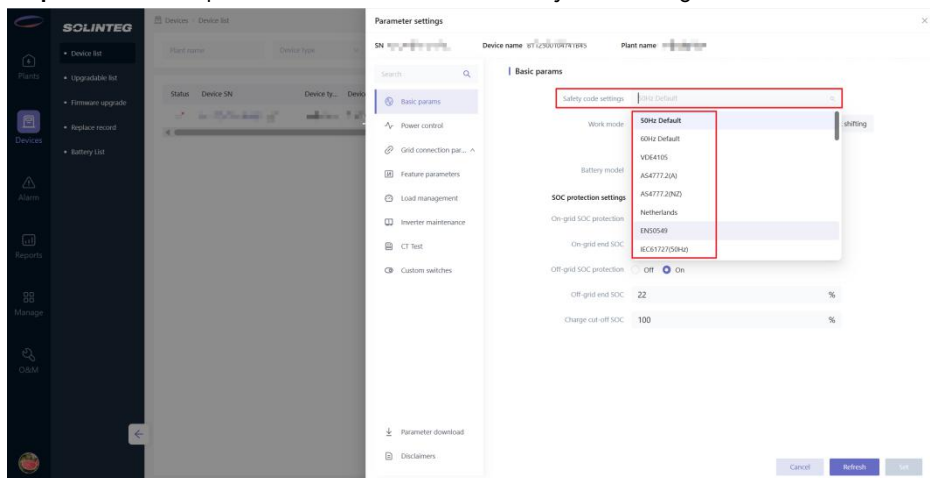 SOLINTEG
Plants
Devices
Alarm
Reports
Manage
O&M
Device list
Upgradable list
Firmware upgrade
Replace record
Battery List
Devices - Device list
Plant name
Device type
Status Device SN Device ty... Devic
Parameter settings
SN
Device name
Plant name
Search
Basic params
Power control
Grid connection par...
Feature parameters
Load management
Inverter maintenance
CT Test
Custom switches
Parameter download
Disclaimers
Basic params
Safety code settings 50Hz Default
50Hz Default
60Hz Default
VDE4105
AS4777.2(A)
AS4777.2(NZ)
Netherlands
EN50549
IEC61727(50Hz)
Work mode
shifting
Battery model
SOC protection settings
On-grid SOC protection
On-grid end SOC
Off-grid SOC protection Off On
Off-grid end SOC 22 %
Charge cut-off SOC 100 %
Cancel
Refresh
Set